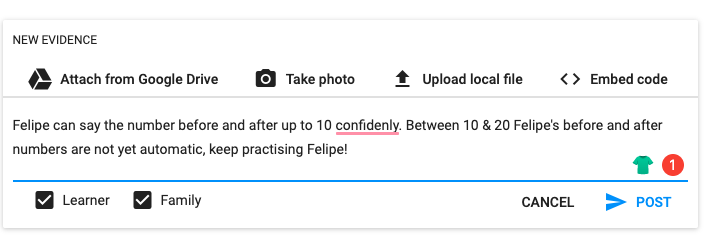 NEW EVIDENCE
Attach from Google Drive Take photo Upload local file Embed code
Felipe can say the number before and after up to 10 confidenly. Between 10 & 20 Felipe's before and after
numbers are not yet automatic, keep practising Felipe!
1
Learner Family CANCEL POST